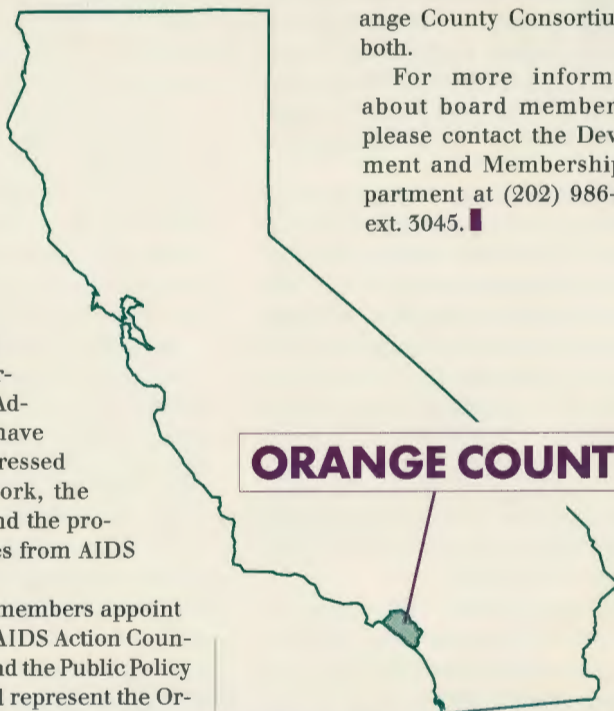 r-
Ad-
have
ressed
ork, the
nd the pro-
es from AIDS
members appoint
AIDS Action Coun-
nd the Public Policy
d represent the Or-
ange County Consortiu
both.
For more inform
about board member
please contact the Dev
ment and Membership
partment at (202) 986-
ext. 3045.
ORANGE COUNT